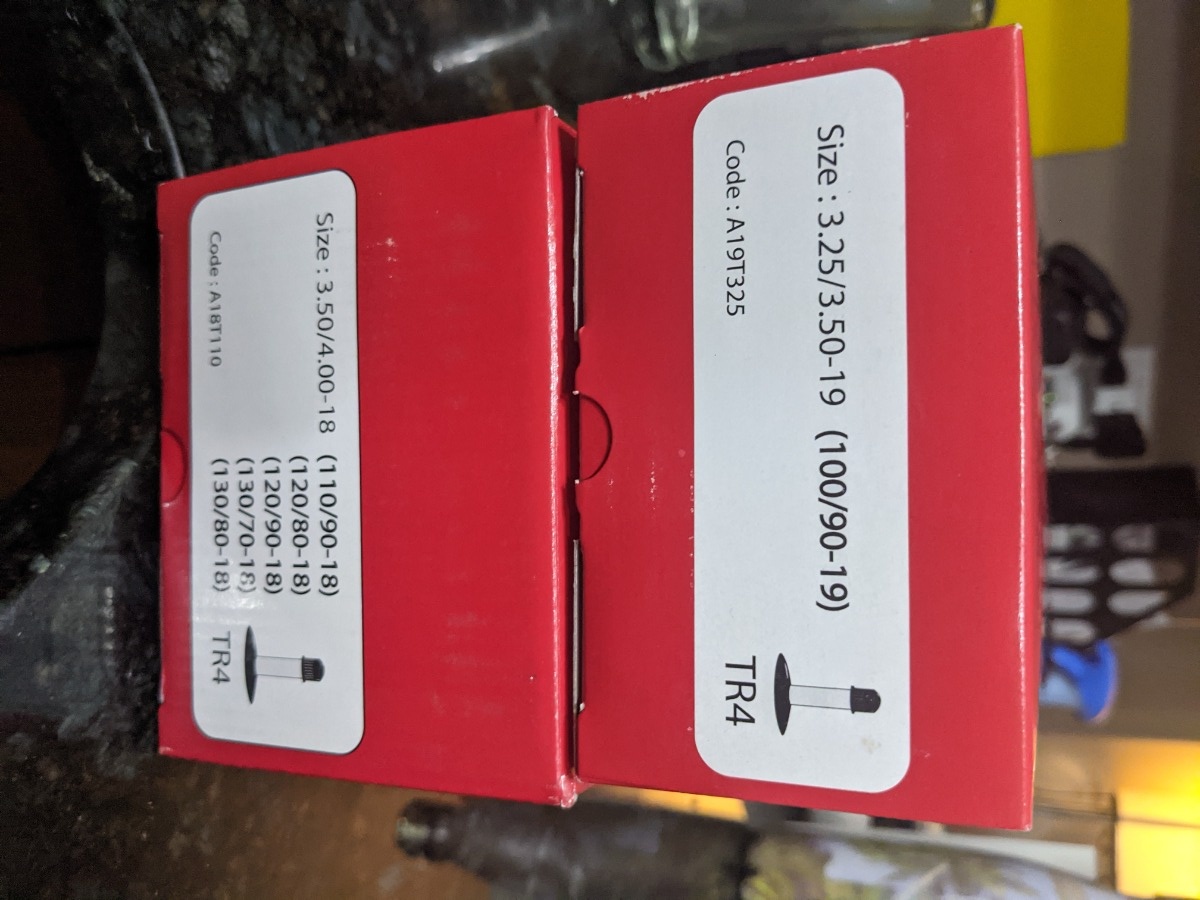 Size : 3.25/3.50-19 (100/90-19)
Code : A19T325
TR4
Size : 3.50/4.00-18 (110/90-18)
(120/80-18)
(120/90-18)
(130/70-18)
Code : A18T110 (130/80-18)
TR4